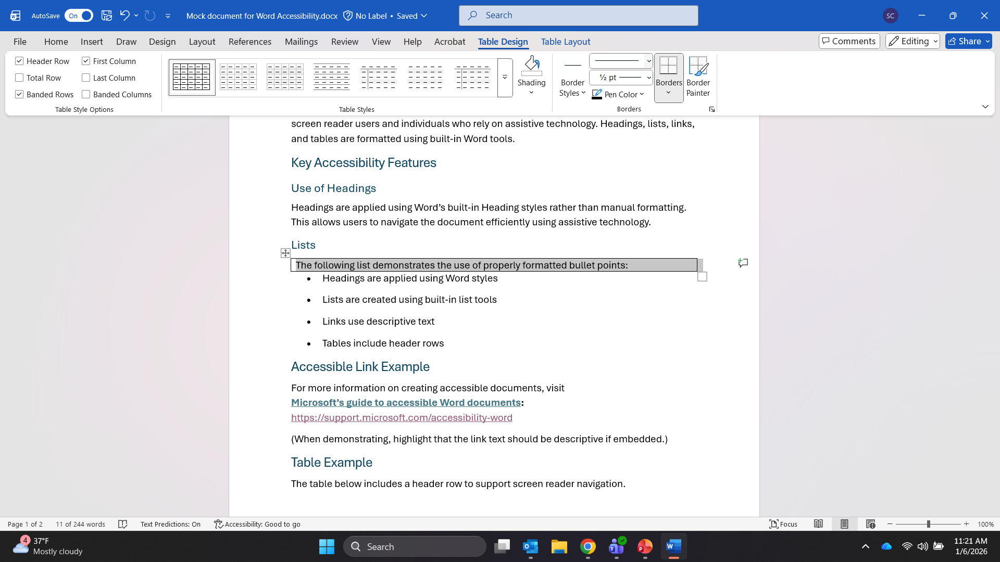 AutoSave On Mock document for Word Accessibility.docx No Label • Saved Search SC
File Home Insert Draw Design Layout References Mailings Review View Help Acrobat Table Design Table Layout Comments Editing Share
Header Row First Column
Total Row Last Column
Banded Rows Banded Columns
Table Style Options
Table Styles
Shading
Border Styles
½ pt
Pen Color
Borders
Border Painter
Borders
screen reader users and individuals who rely on assistive technology. Headings, lists, links,
and tables are formatted using built-in Word tools.
Key Accessibility Features
Use of Headings
Headings are applied using Word’s built-in Heading styles rather than manual formatting.
This allows users to navigate the document efficiently using assistive technology.
Lists
The following list demonstrates the use of properly formatted bullet points:
• Headings are applied using Word styles
• Lists are created using built-in list tools
• Links use descriptive text
• Tables include header rows
Accessible Link Example
For more information on creating accessible documents, visit
Microsoft’s guide to accessible Word documents:
https://support.microsoft.com/accessibility-word
(When demonstrating, highlight that the link text should be descriptive if embedded.)
Table Example
The table below includes a header row to support screen reader navigation.
Page 1 of 2 11 of 244 words Text Predictions: On Accessibility: Good to go Focus 100%
4 37°F
Mostly cloudy
Search
11:21 AM
1/6/2026